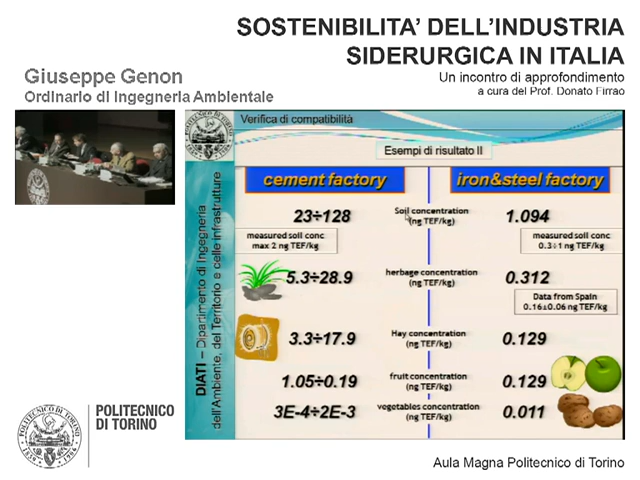 SOSTENIBILITA' DELL'INDUSTRIA
SIDERURGICA IN ITALIA
Un incontro di approfondimento
a cura del Prof. Donato Firrao
Giuseppe Genon
Ordinario di Ingegneria Ambientale
Verifica di compatibilità
Esempi di risultato II
cement factory
iron&steel factory
23÷128
Soil concentration
(ng TEF/kg)
1.094
measured soil conc
max 2 ng TEF/kg
measured soil conc.
0.3÷1 ng TEF/kg
5.3÷28.9
herbage concentration
(ng TEF/kg)
0.312
Data from Spain
0.16±0.06 ng TEF/kg
3.3÷17.9
Hay concentration
(ng TEF/kg)
0.129
1.05÷0.19
fruit concentration
(ng TEF/kg)
0.129
3E-4÷2E-3
vegetables concentration
(ng TEF/kg)
0.011
DIATI – Dipartimento di Ingegneria
dell'Ambiente, del Territorio e delle Infrastrutture
POLITECNICO
DI TORINO
Aula Magna Politecnico di Torino